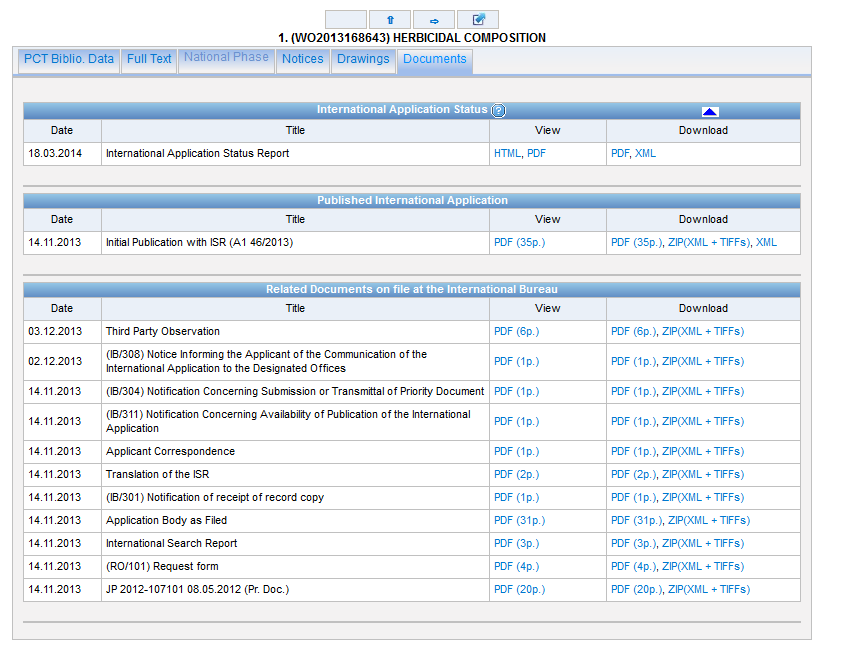 1. (WO2013168643) HERBICIDAL COMPOSITION
PCT Biblio. Data Full Text National Phase Notices Drawings Documents
International Application Status ?
Date Title View Download
18.03.2014 International Application Status Report HTML, PDF PDF, XML
Published International Application
Date Title View Download
14.11.2013 Initial Publication with ISR (A1 46/2013) PDF (35p.) PDF (35p.), ZIP(XML + TIFFs), XML
Related Documents on file at the International Bureau
Date Title View Download
03.12.2013 Third Party Observation PDF (6p.) PDF (6p.), ZIP(XML + TIFFs)
02.12.2013 (IB/308) Notice Informing the Applicant of the Communication of the
International Application to the Designated Offices PDF (1p.) PDF (1p.), ZIP(XML + TIFFs)
14.11.2013 (IB/304) Notification Concerning Submission or Transmittal of Priority Document PDF (1p.) PDF (1p.), ZIP(XML + TIFFs)
14.11.2013 (IB/311) Notification Concerning Availability of Publication of the International
Application PDF (1p.) PDF (1p.), ZIP(XML + TIFFs)
14.11.2013 Applicant Correspondence PDF (1p.) PDF (1p.), ZIP(XML + TIFFs)
14.11.2013 Translation of the ISR PDF (2p.) PDF (2p.), ZIP(XML + TIFFs)
14.11.2013 (IB/301) Notification of receipt of record copy PDF (1p.) PDF (1p.), ZIP(XML + TIFFs)
14.11.2013 Application Body as Filed PDF (31p.) PDF (31p.), ZIP(XML + TIFFs)
14.11.2013 International Search Report PDF (3p.) PDF (3p.), ZIP(XML + TIFFs)
14.11.2013 (RO/101) Request form PDF (4p.) PDF (4p.), ZIP(XML + TIFFs)
14.11.2013 JP 2012-107101 08.05.2012 (Pr. Doc.) PDF (20p.) PDF (20p.), ZIP(XML + TIFFs)